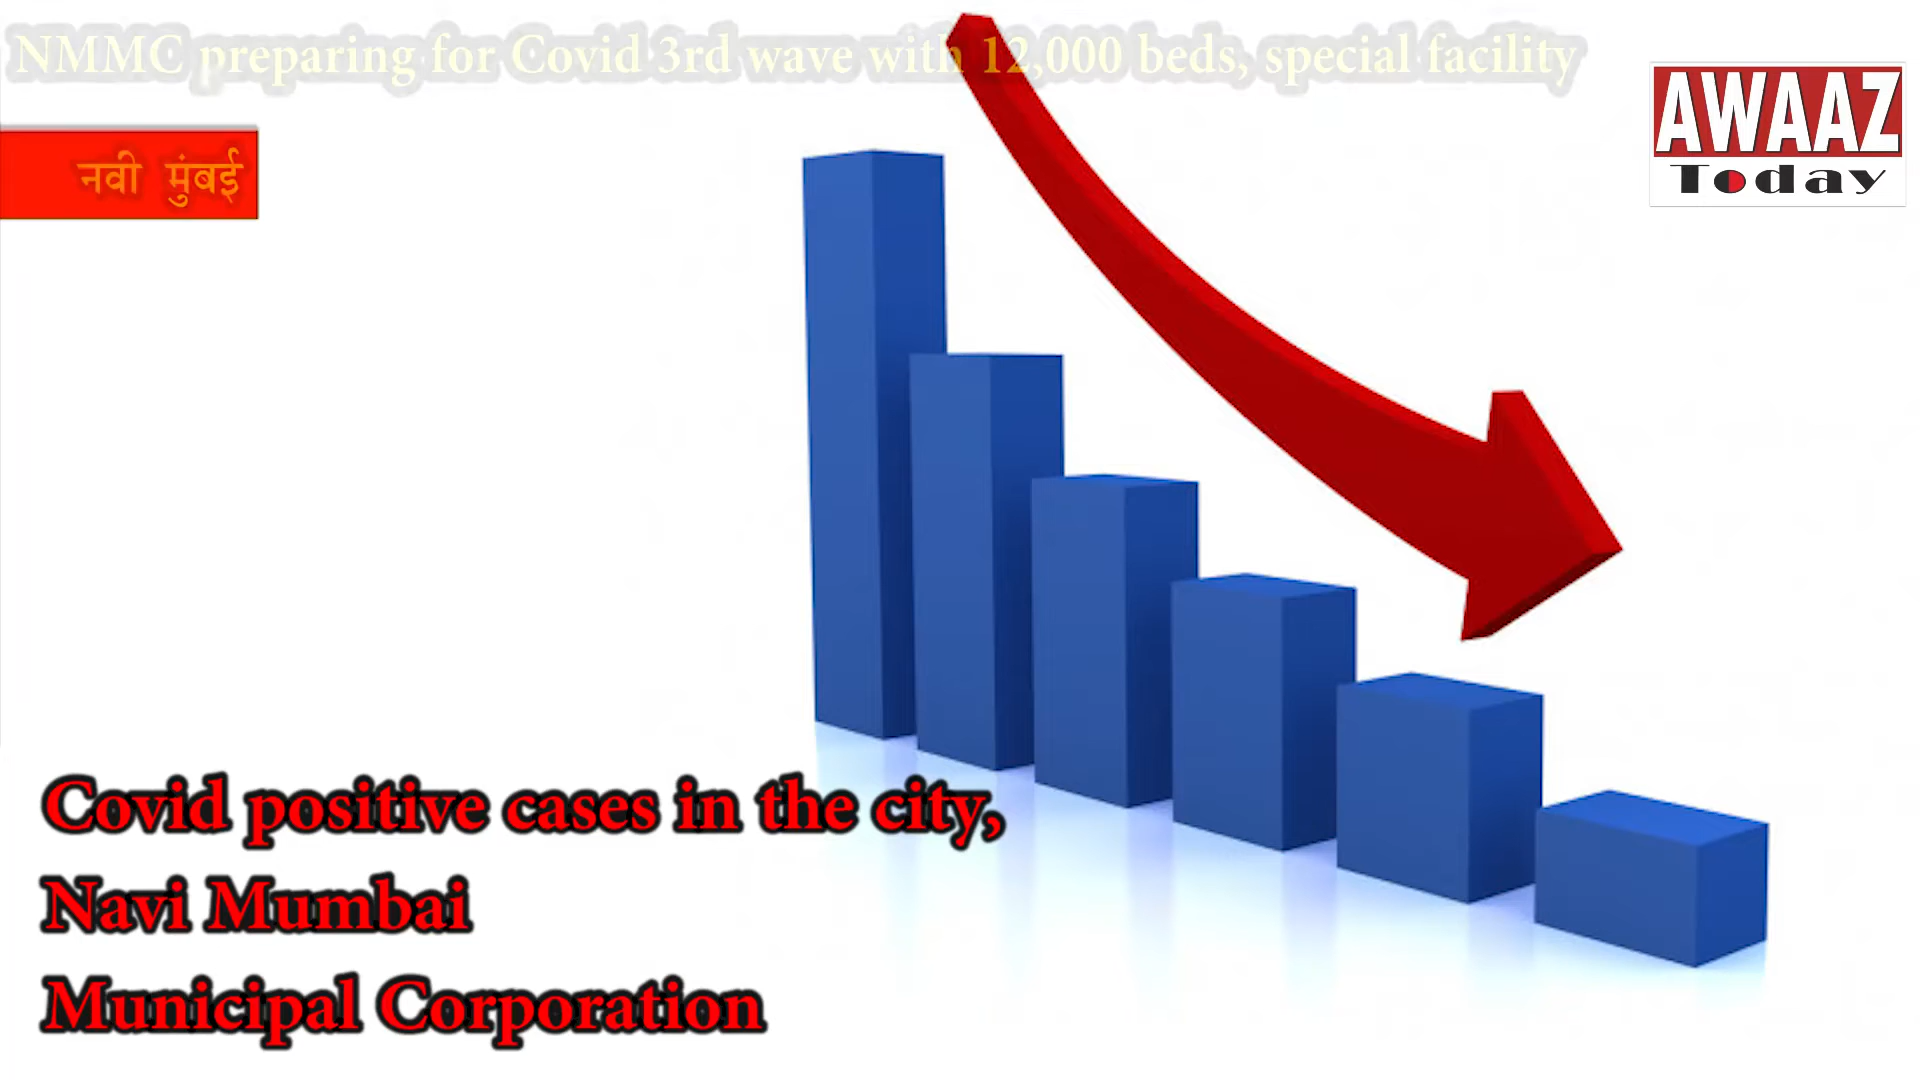 NMMC preparing for Covid 3rd wave with 12,000 beds, special facility
AWAAZ
Today
नवी मुंबई
Covid positive cases in the city,
Navi Mumbai
Municipal Corporation